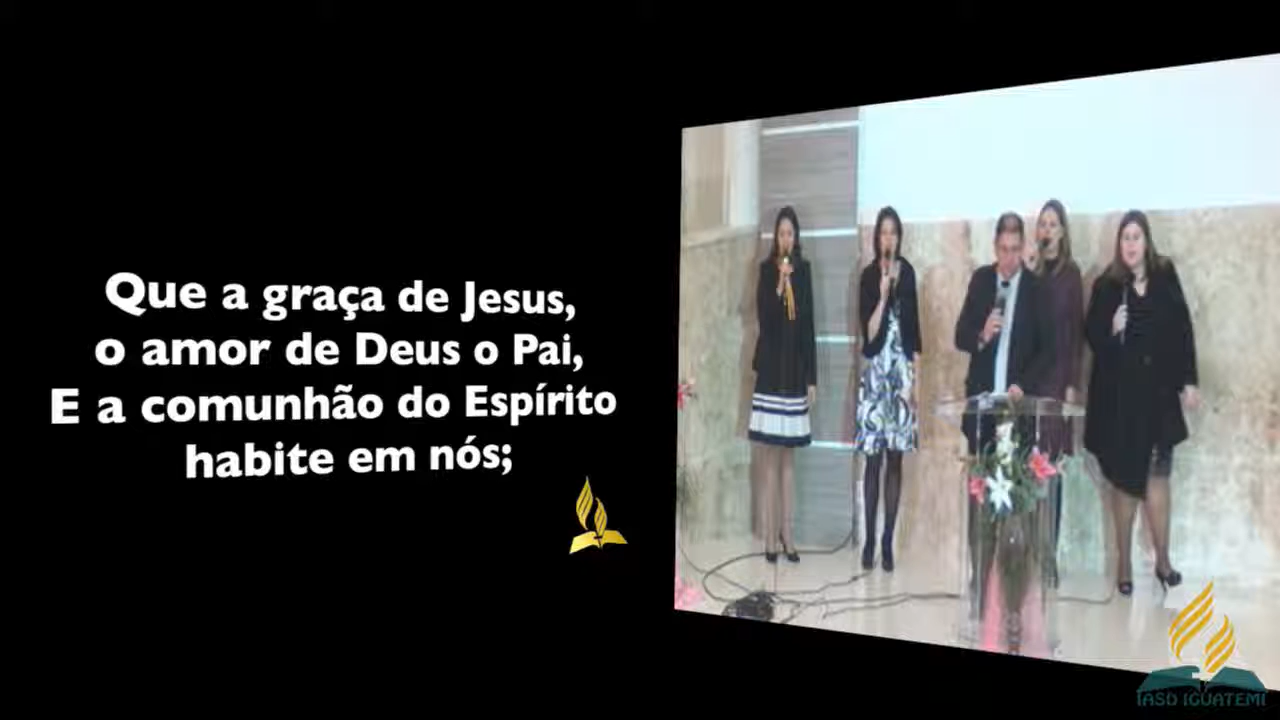 Que a graça de Jesus,
o amor de Deus o Pai,
E a comunhão do Espírito
habite em nós;
IASD IGUATEMI